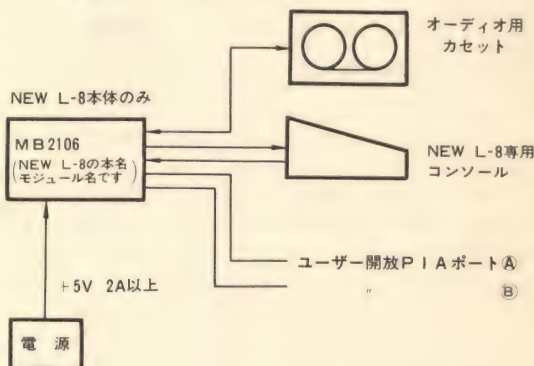 オーディオ用
カセット
NEW L-8本体のみ
MB2106
(NEW L-8の本名
モジュール名です)
NEW L-8専用
コンソール
ユーザー開放PIAポートⒶ
〃 Ⓑ
+5V 2A以上
電源